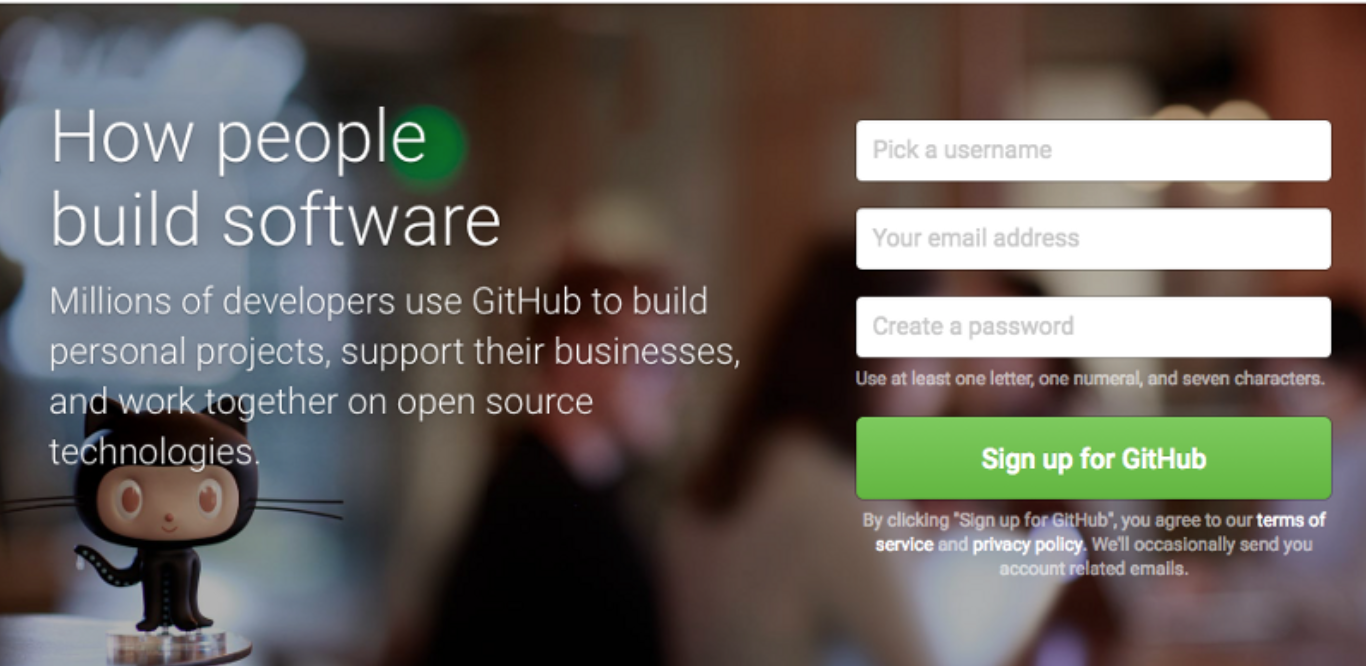 How people
build software
Millions of developers use GitHub to build
personal projects, support their businesses,
and work together on open source
technologies.
Pick a username
Your email address
Create a password
Use at least one letter, one numeral, and seven characters.
Sign up for GitHub
By clicking "Sign up for GitHub", you agree to our terms of
service and privacy policy. We'll occasionally send you
account related emails.